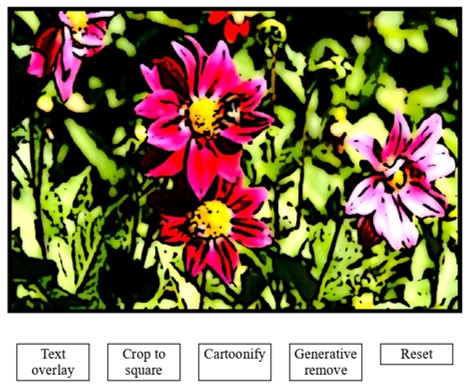 Text overlay
Crop to square
Cartoonify
Generative remove
Reset